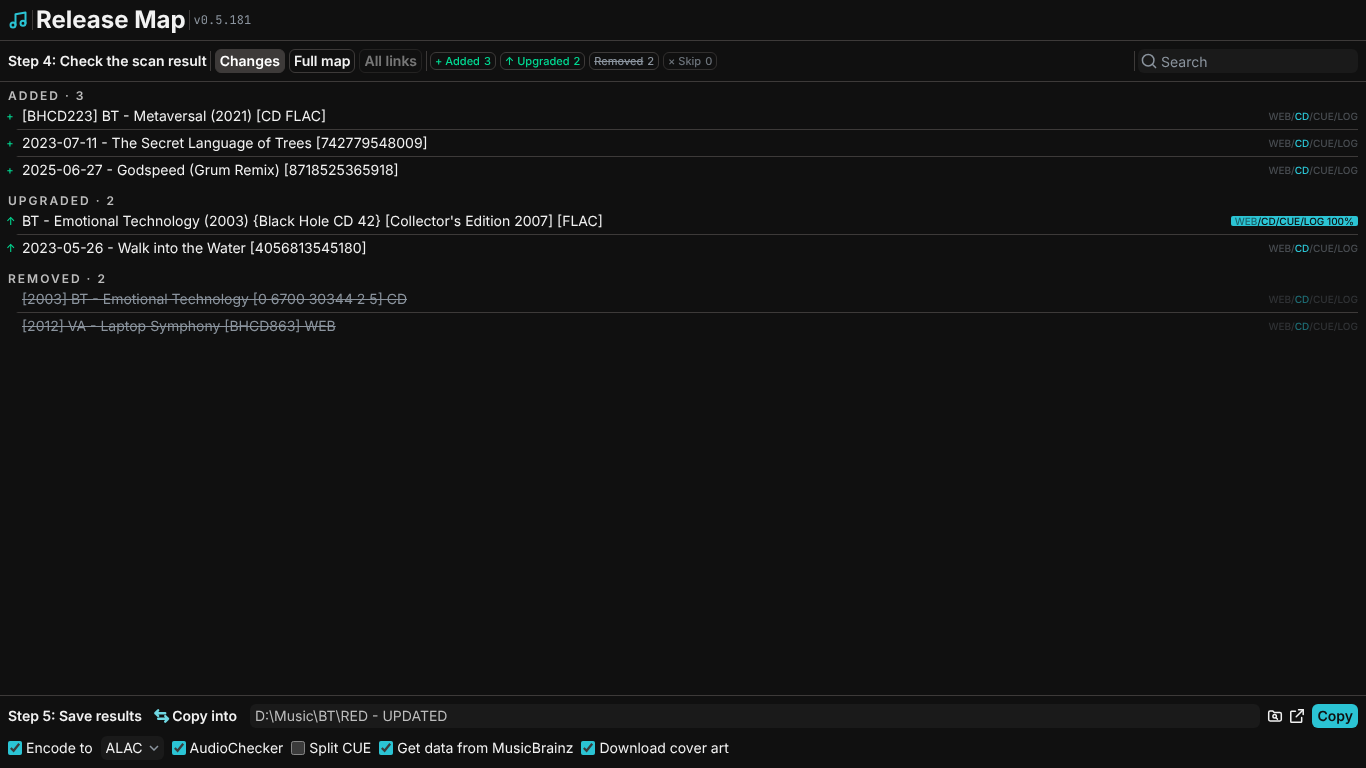 Release Map v0.5.181
Step 4: Check the scan result Changes Full map All links + Added 3 ↑ Upgraded 2 Removed 2 × Skip 0 Search
ADDED · 3
+ [BHCD223] BT - Metaversal (2021) [CD FLAC] WEB/CD/CUE/LOG
+ 2023-07-11 - The Secret Language of Trees [742779548009] WEB/CD/CUE/LOG
+ 2025-06-27 - Godspeed (Grum Remix) [8718525365918] WEB/CD/CUE/LOG
UPGRADED · 2
↑ BT - Emotional Technology (2003) {Black Hole CD 42} [Collector's Edition 2007] [FLAC] WEB/CD/CUE/LOG 100%
↑ 2023-05-26 - Walk into the Water [4056813545180] WEB/CD/CUE/LOG
REMOVED · 2
[2003] BT - Emotional Technology [0 6700 30344 2 5] CD WEB/CD/CUE/LOG
[2012] VA - Laptop Symphony [BHCD863] WEB WEB/CD/CUE/LOG
Step 5: Save results Copy into D:\Music\BT\RED - UPDATED Copy
Encode to ALAC AudioChecker Split CUE Get data from MusicBrainz Download cover art